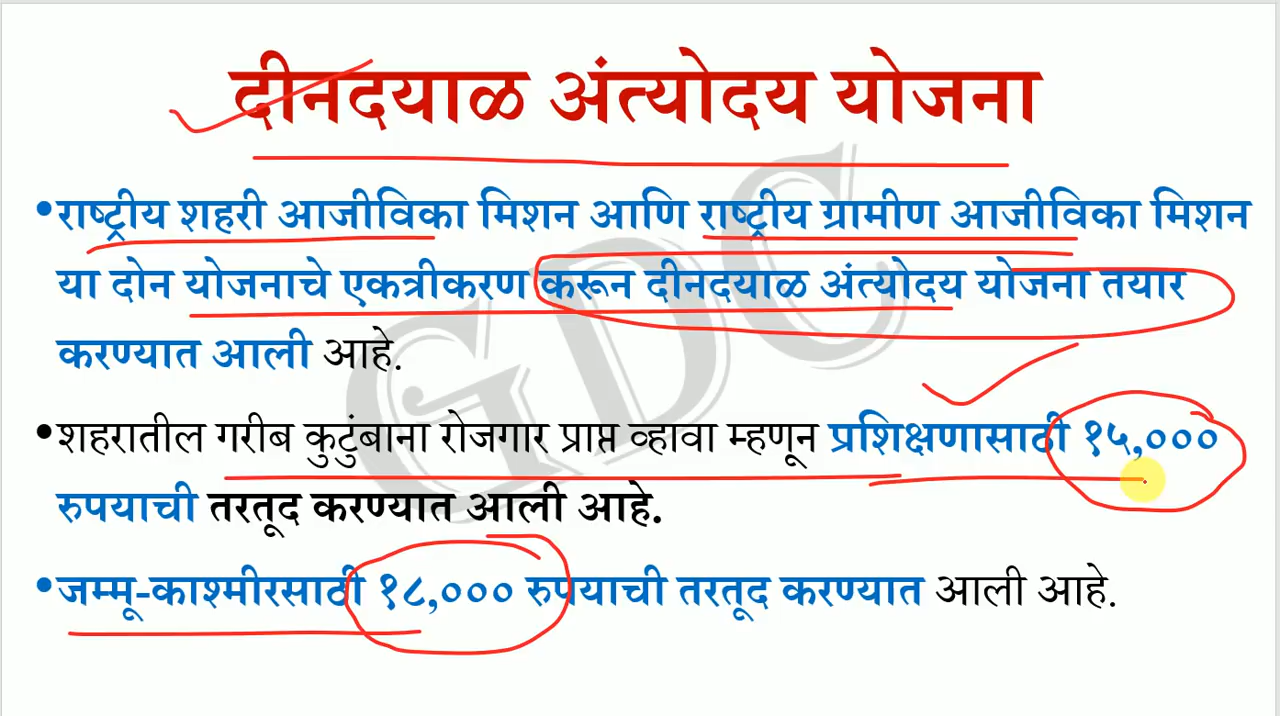 दीनदयाळ अंत्योदय योजना
•राष्ट्रीय शहरी आजीविका मिशन आणि राष्ट्रीय ग्रामीण आजीविका मिशन
या दोन योजनाचे एकत्रीकरण करून दीनदयाळ अंत्योदय योजना तयार
करण्यात आली आहे.
•शहरातील गरीब कुटुंबाना रोजगार प्राप्त व्हावा म्हणून प्रशिक्षणासाठी १५,०००
रुपयाची तरतूद करण्यात आली आहे.
•जम्मू-काश्मीरसाठी १८,००० रुपयाची तरतूद करण्यात आली आहे.
GDC